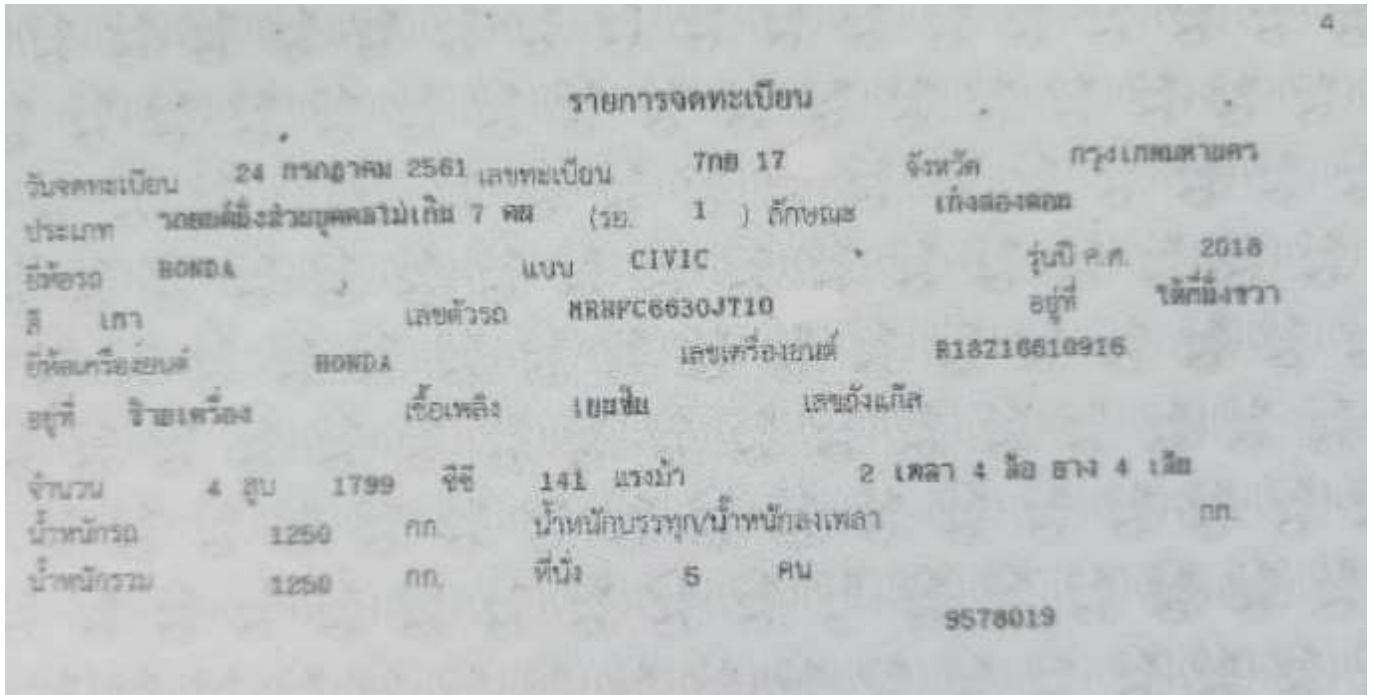 4
รายการจดทะเบียน
วันจดทะเบียน 24 กรกฎาคม 2561 เลขทะเบียน 7กย 17 จังหวัด กรุงเทพมหานคร
ประเภท รถยนต์นั่งส่วนบุคคลไม่เกิน 7 คน (รย. 1 ) ลักษณะ เก๋งสองตอน
ยี่ห้อรถ HONDA แบบ CIVIC รุ่นปี ค.ศ. 2018
สี เทา เลขตัวรถ MRHFC6630JT10 อยู่ที่ ใต้ที่นั่งขวา
ยี่ห้อเครื่องยนต์ HONDA เลขเครื่องยนต์ R18Z16610916
อยู่ที่ ซ้ายเครื่อง เชื้อเพลิง เบนซิน เลขถังแก๊ส
จำนวน 4 สูบ 1799 ซีซี 141 แรงม้า 2 เพลา 4 ล้อ ยาง 4 เส้น
น้ำหนักรถ 1250 กก. น้ำหนักบรรทุก/น้ำหนักลงเพลา กก.
น้ำหนักรวม 1250 กก. ที่นั่ง 5 คน
9578019